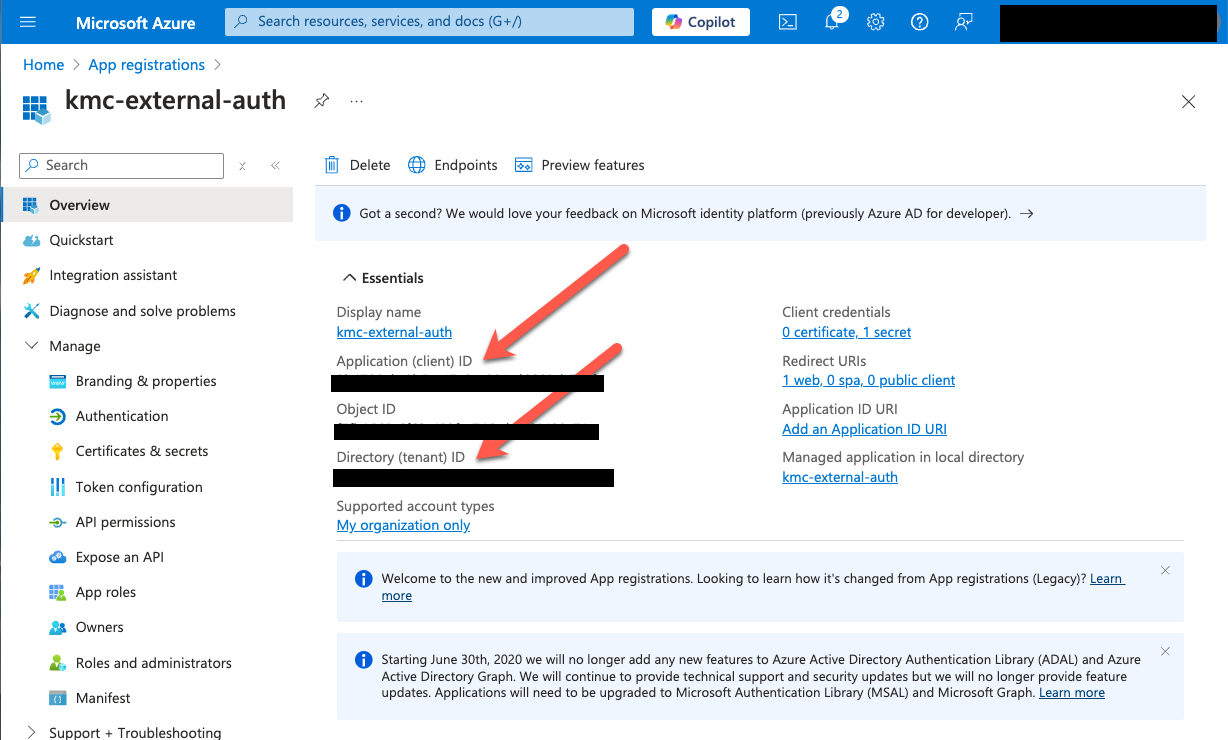 Microsoft Azure
Search resources, services, and docs (G+/)
Copilot
2
Home > App registrations >
kmc-external-auth
...
Search
Delete
Endpoints
Preview features
Overview
Quickstart
Integration assistant
Diagnose and solve problems
Manage
Branding & properties
Authentication
Certificates & secrets
Token configuration
API permissions
Expose an API
App roles
Owners
Roles and administrators
Manifest
Support + Troubleshooting
Got a second? We would love your feedback on Microsoft identity platform (previously Azure AD for developer). →
Essentials
Display name
kmc-external-auth
Application (client) ID
Object ID
Directory (tenant) ID
Supported account types
My organization only
Client credentials
0 certificate, 1 secret
Redirect URIs
1 web, 0 spa, 0 public client
Application ID URI
Add an Application ID URI
Managed application in local directory
kmc-external-auth
Welcome to the new and improved App registrations. Looking to learn how it's changed from App registrations (Legacy)? Learn
more
Starting June 30th, 2020 we will no longer add any new features to Azure Active Directory Authentication Library (ADAL) and Azure
Active Directory Graph. We will continue to provide technical support and security updates but we will no longer provide feature
updates. Applications will need to be upgraded to Microsoft Authentication Library (MSAL) and Microsoft Graph. Learn more